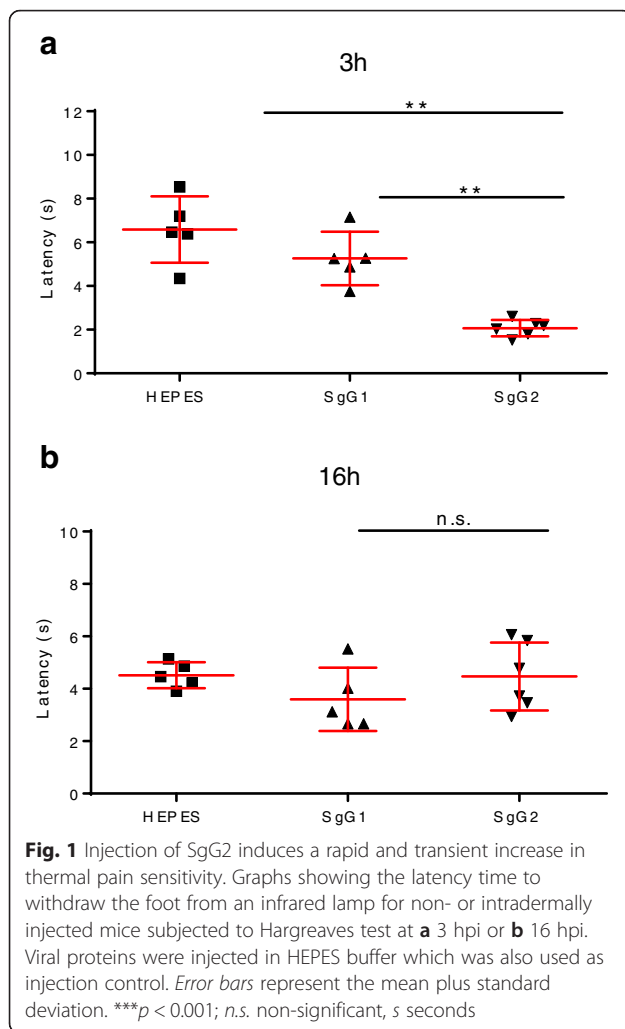 a
3h
**
**
12
10
8
6
4
2
0
Latency (s)
HEPES
SgG1
SgG2
b
16h
n.s.
10
8
6
4
2
0
Latency (s)
HEPES
SgG1
SgG2
Fig. 1 Injection of SgG2 induces a rapid and transient increase in
thermal pain sensitivity. Graphs showing the latency time to
withdraw the foot from an infrared lamp for non- or intradermally
injected mice subjected to Hargreaves test at a 3 hpi or b 16 hpi.
Viral proteins were injected in HEPES buffer which was also used as
injection control. Error bars represent the mean plus standard
deviation. ***p < 0.001; n.s. non-significant, s seconds